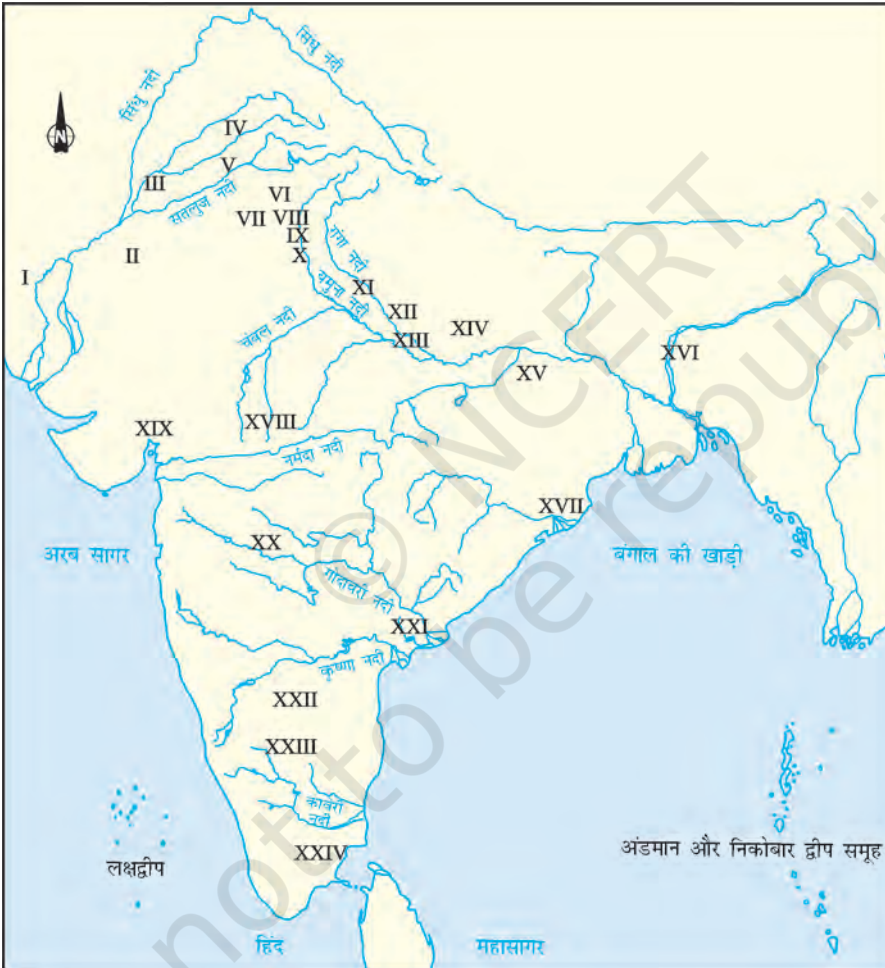 सिंधु नदी
सिंधु नदी
N
IV
V
III
सतलुज नदी
VI
VII
VIII
IX
X
II
I
गंगा नदी
यमुना नदी
XI
XII
XIII
XIV
चंबल नदी
XV
XVI
XVIII
XIX
नर्मदा नदी
XVII
अरब सागर
XX
बंगाल की खाड़ी
गोदावरी नदी
XXI
कृष्णा नदी
XXII
XXIII
कावेरी
नदी
XXIV
लक्षद्वीप
अंडमान और निकोबार द्वीप समूह
हिंद
महासागर
© NCERT
not to be republi